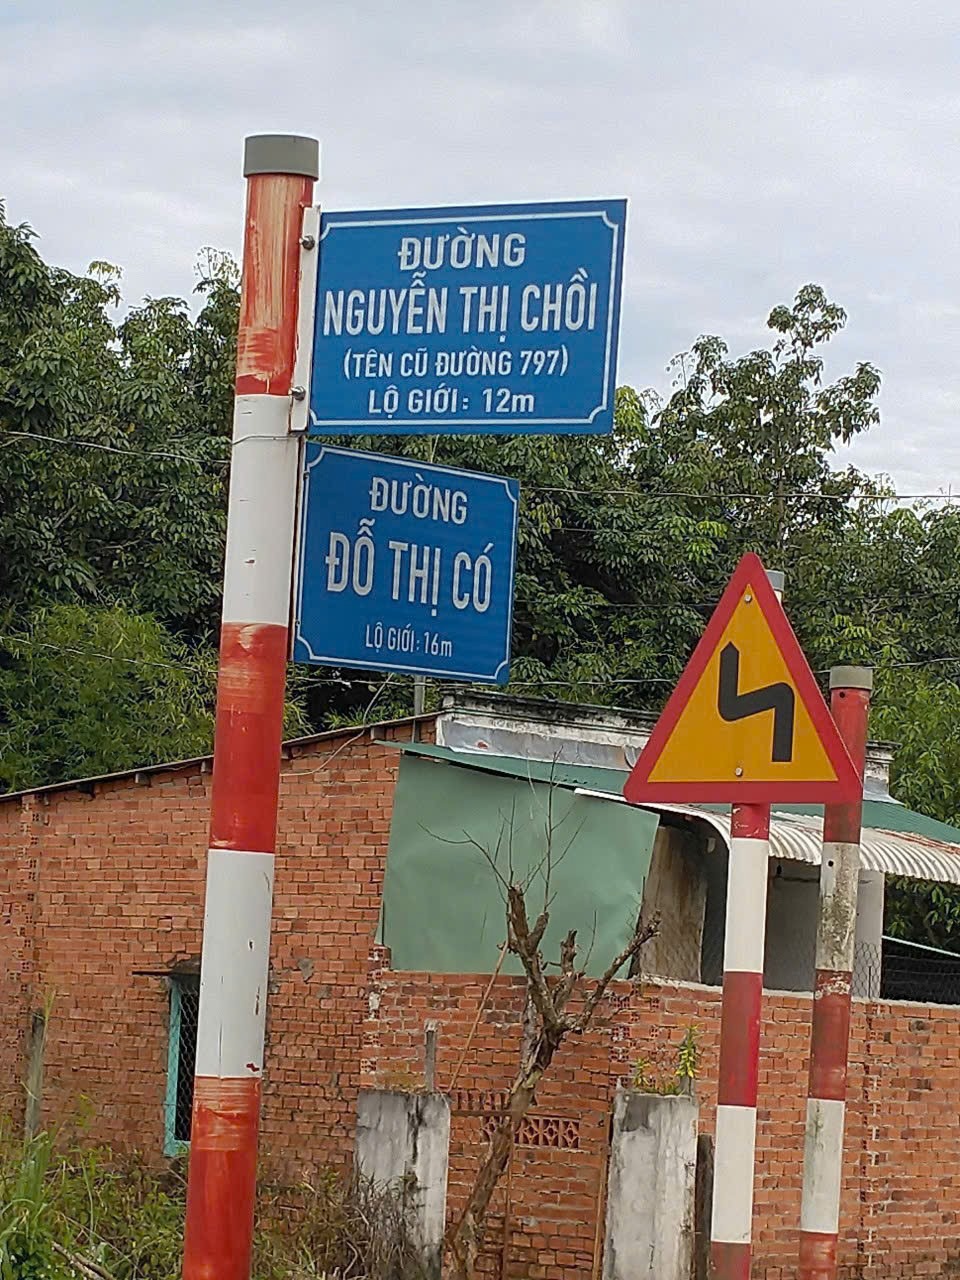 ĐƯỜNG
NGUYỄN THỊ CHỒI
(TÊN CŨ ĐƯỜNG 797)
LỘ GIỚI: 12m
ĐƯỜNG
ĐỖ THỊ CÓ
LỘ GIỚI: 16m